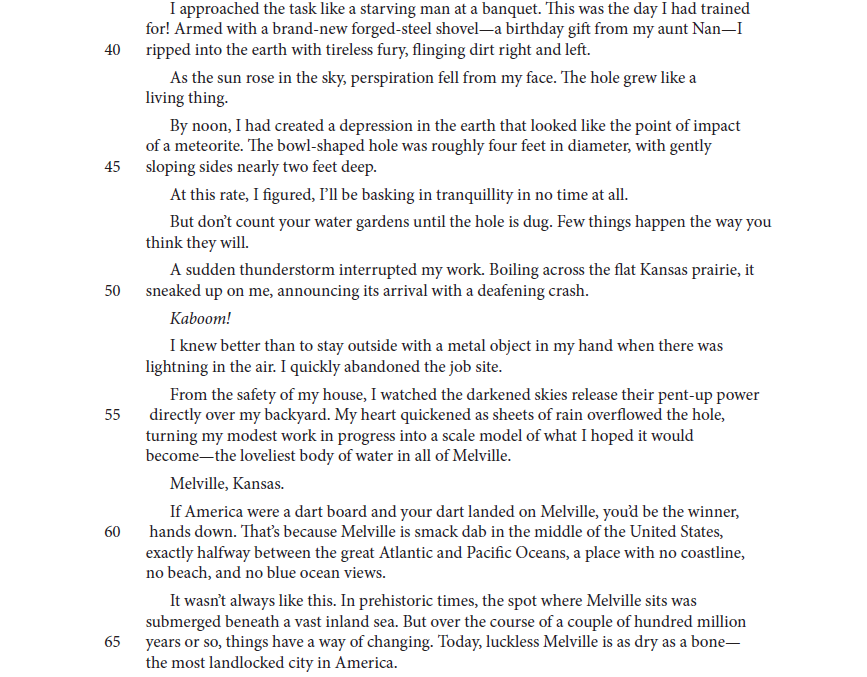 I approached the task like a starving man at a banquet. This was the day I had trained
for! Armed with a brand-new forged-steel shovel—a birthday gift from my aunt Nan—I
40 ripped into the earth with tireless fury, flinging dirt right and left.
As the sun rose in the sky, perspiration fell from my face. The hole grew like a
living thing.
By noon, I had created a depression in the earth that looked like the point of impact
of a meteorite. The bowl-shaped hole was roughly four feet in diameter, with gently
45 sloping sides nearly two feet deep.
At this rate, I figured, I’ll be basking in tranquillity in no time at all.
But don’t count your water gardens until the hole is dug. Few things happen the way you
think they will.
A sudden thunderstorm interrupted my work. Boiling across the flat Kansas prairie, it
50 sneaked up on me, announcing its arrival with a deafening crash.
Kaboom!
I knew better than to stay outside with a metal object in my hand when there was
lightning in the air. I quickly abandoned the job site.
From the safety of my house, I watched the darkened skies release their pent-up power
55 directly over my backyard. My heart quickened as sheets of rain overflowed the hole,
turning my modest work in progress into a scale model of what I hoped it would
become—the loveliest body of water in all of Melville.
Melville, Kansas.
If America were a dart board and your dart landed on Melville, you’d be the winner,
60 hands down. That’s because Melville is smack dab in the middle of the United States,
exactly halfway between the great Atlantic and Pacific Oceans, a place with no coastline,
no beach, and no blue ocean views.
It wasn’t always like this. In prehistoric times, the spot where Melville sits was
submerged beneath a vast inland sea. But over the course of a couple of hundred million
65 years or so, things have a way of changing. Today, luckless Melville is as dry as a bone—
the most landlocked city in America.